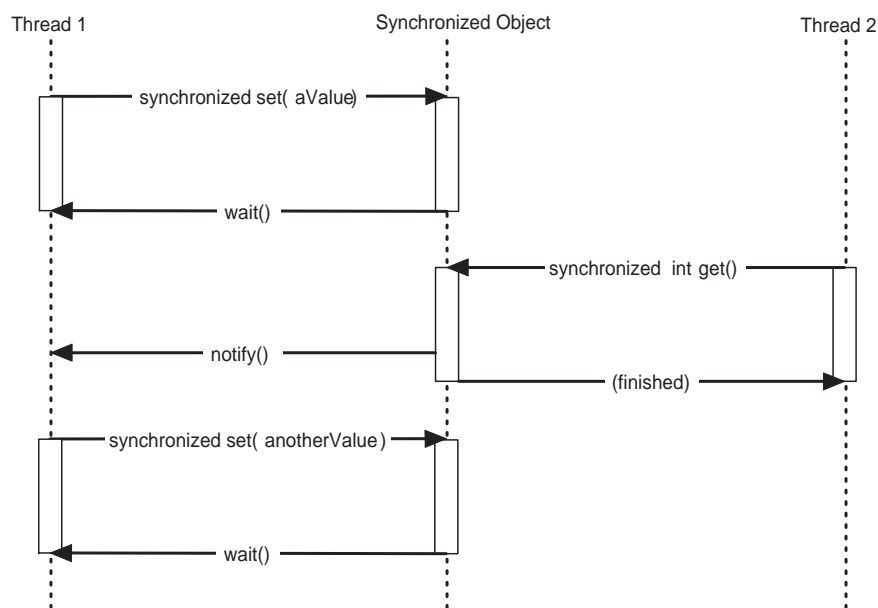 Thread 1
Synchronized Object
Thread 2
synchronized set( aValue)
wait()
synchronized int get()
notify()
(finished)
synchronized set( anotherValue)
wait()